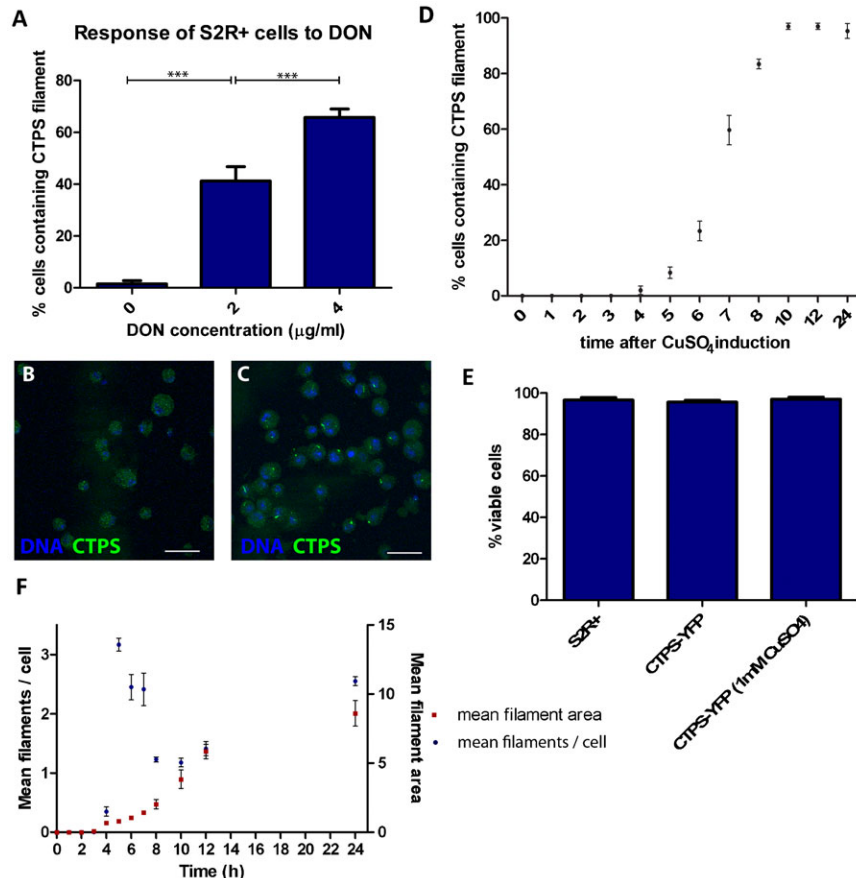 A
Response of S2R+ cells to DON
% cells containing CTPS filament
80
60
40
20
0
***
***
0
2
4
DON concentration (μg/ml)
D
% cells containing CTPS filament
100
80
60
40
20
0
0
1
2
3
4
5
6
7
8
10
12
24
time after CuSO4 induction
B
DNA CTPS
C
DNA CTPS
E
% viable cells
100
80
60
40
20
0
S2R+
CTPS-YFP
CTPS-YFP (1mM CuSO4)
F
Mean filaments / cell
3
2
1
0
15
10
5
0
Mean filament area
0 2 4 6 8 10 12 14 16 18 20 22 24
Time (h)
mean filament area
mean filaments / cell